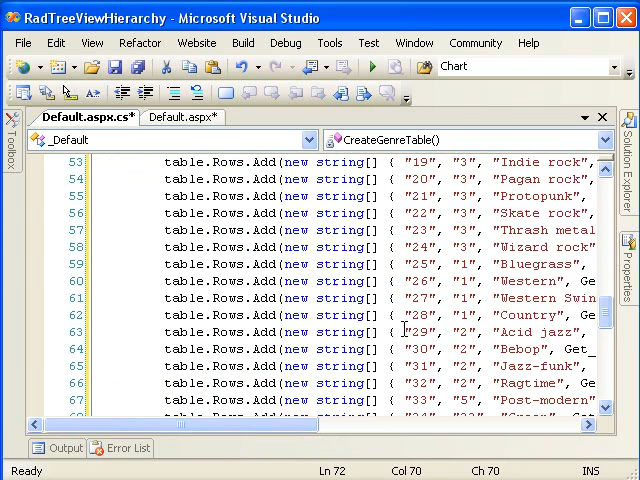 RadTreeViewHierarchy - Microsoft Visual Studio
File Edit View Refactor Website Build Debug Tools Test Window Community Help
Chart
Default.aspx.cs* Default.aspx*
_Default CreateGenreTable()
Toolbox
Solution Explorer
Properties
53 table.Rows.Add(new string[] { "19", "3", "Indie rock",
54 table.Rows.Add(new string[] { "20", "3", "Pagan rock",
55 table.Rows.Add(new string[] { "21", "3", "Protopunk",
56 table.Rows.Add(new string[] { "22", "3", "Skate rock",
57 table.Rows.Add(new string[] { "23", "3", "Thrash metal
58 table.Rows.Add(new string[] { "24", "3", "Wizard rock"
59 table.Rows.Add(new string[] { "25", "1", "Bluegrass",
60 table.Rows.Add(new string[] { "26", "1", "Western", Ge
61 table.Rows.Add(new string[] { "27", "1", "Western Swin
62 table.Rows.Add(new string[] { "28", "1", "Country", Ge
63 table.Rows.Add(new string[] { "29", "2", "Acid jazz",
64 table.Rows.Add(new string[] { "30", "2", "Bebop", Get_
65 table.Rows.Add(new string[] { "31", "2", "Jazz-funk",
66 table.Rows.Add(new string[] { "32", "2", "Ragtime", Ge
67 table.Rows.Add(new string[] { "33", "5", "Post-modern"
Output Error List
Ready Ln 72 Col 70 Ch 70 INS